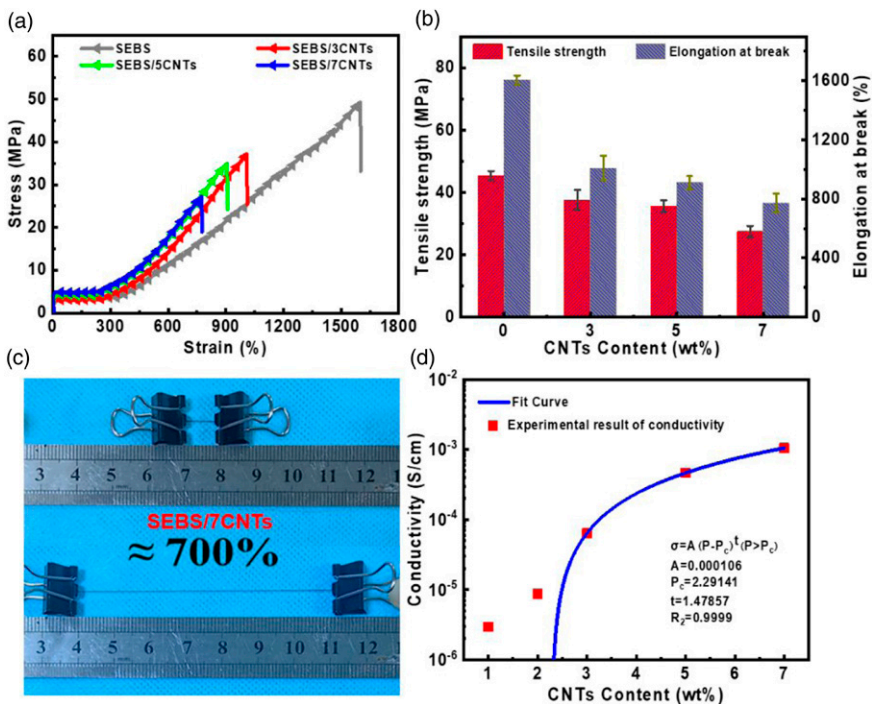 (a)
SEBS
SEBS/3CNTs
SEBS/5CNTs
SEBS/7CNTs
Stress (MPa)
60
50
40
30
20
10
0
0 300 600 900 1200 1500 1800
Strain (%)
(b)
Tensile strength
Elongation at break
Tensile strength (MPa)
80
60
40
20
0
Elongation at break (%)
1600
1200
800
400
0
0 3 5 7
CNTs Content (wt%)
(c)
3 4 5 6 7 8 9 10 11 12 1
SEBS/7CNTs
≈ 700%
3 4 5 6 7 8 9 10 11 12 13
(d)
Fit Curve
Experimental result of conductivity
Conductivity (S/cm)
10-2
10-3
10-4
10-5
10-6
σ=A (P-Pc)t(P>Pc)
A=0.000106
Pc=2.29141
t=1.47857
R2=0.9999
1 2 3 4 5 6 7
CNTs Content (wt%)